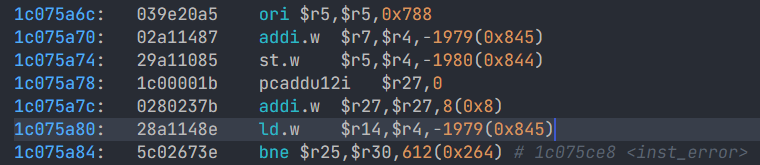 1c075a6c: 039e20a5 ori $r5,$r5,0x788
1c075a70: 02a11487 addi.w $r7,$r4,-1979(0x845)
1c075a74: 29a11085 st.w $r5,$r4,-1980(0x844)
1c075a78: 1c00001b pcaddu12i $r27,0
1c075a7c: 0280237b addi.w $r27,$r27,8(0x8)
1c075a80: 28a1148e ld.w $r14,$r4,-1979(0x845)
1c075a84: 5c02673e bne $r25,$r30,612(0x264) # 1c075ce8 <inst_error>